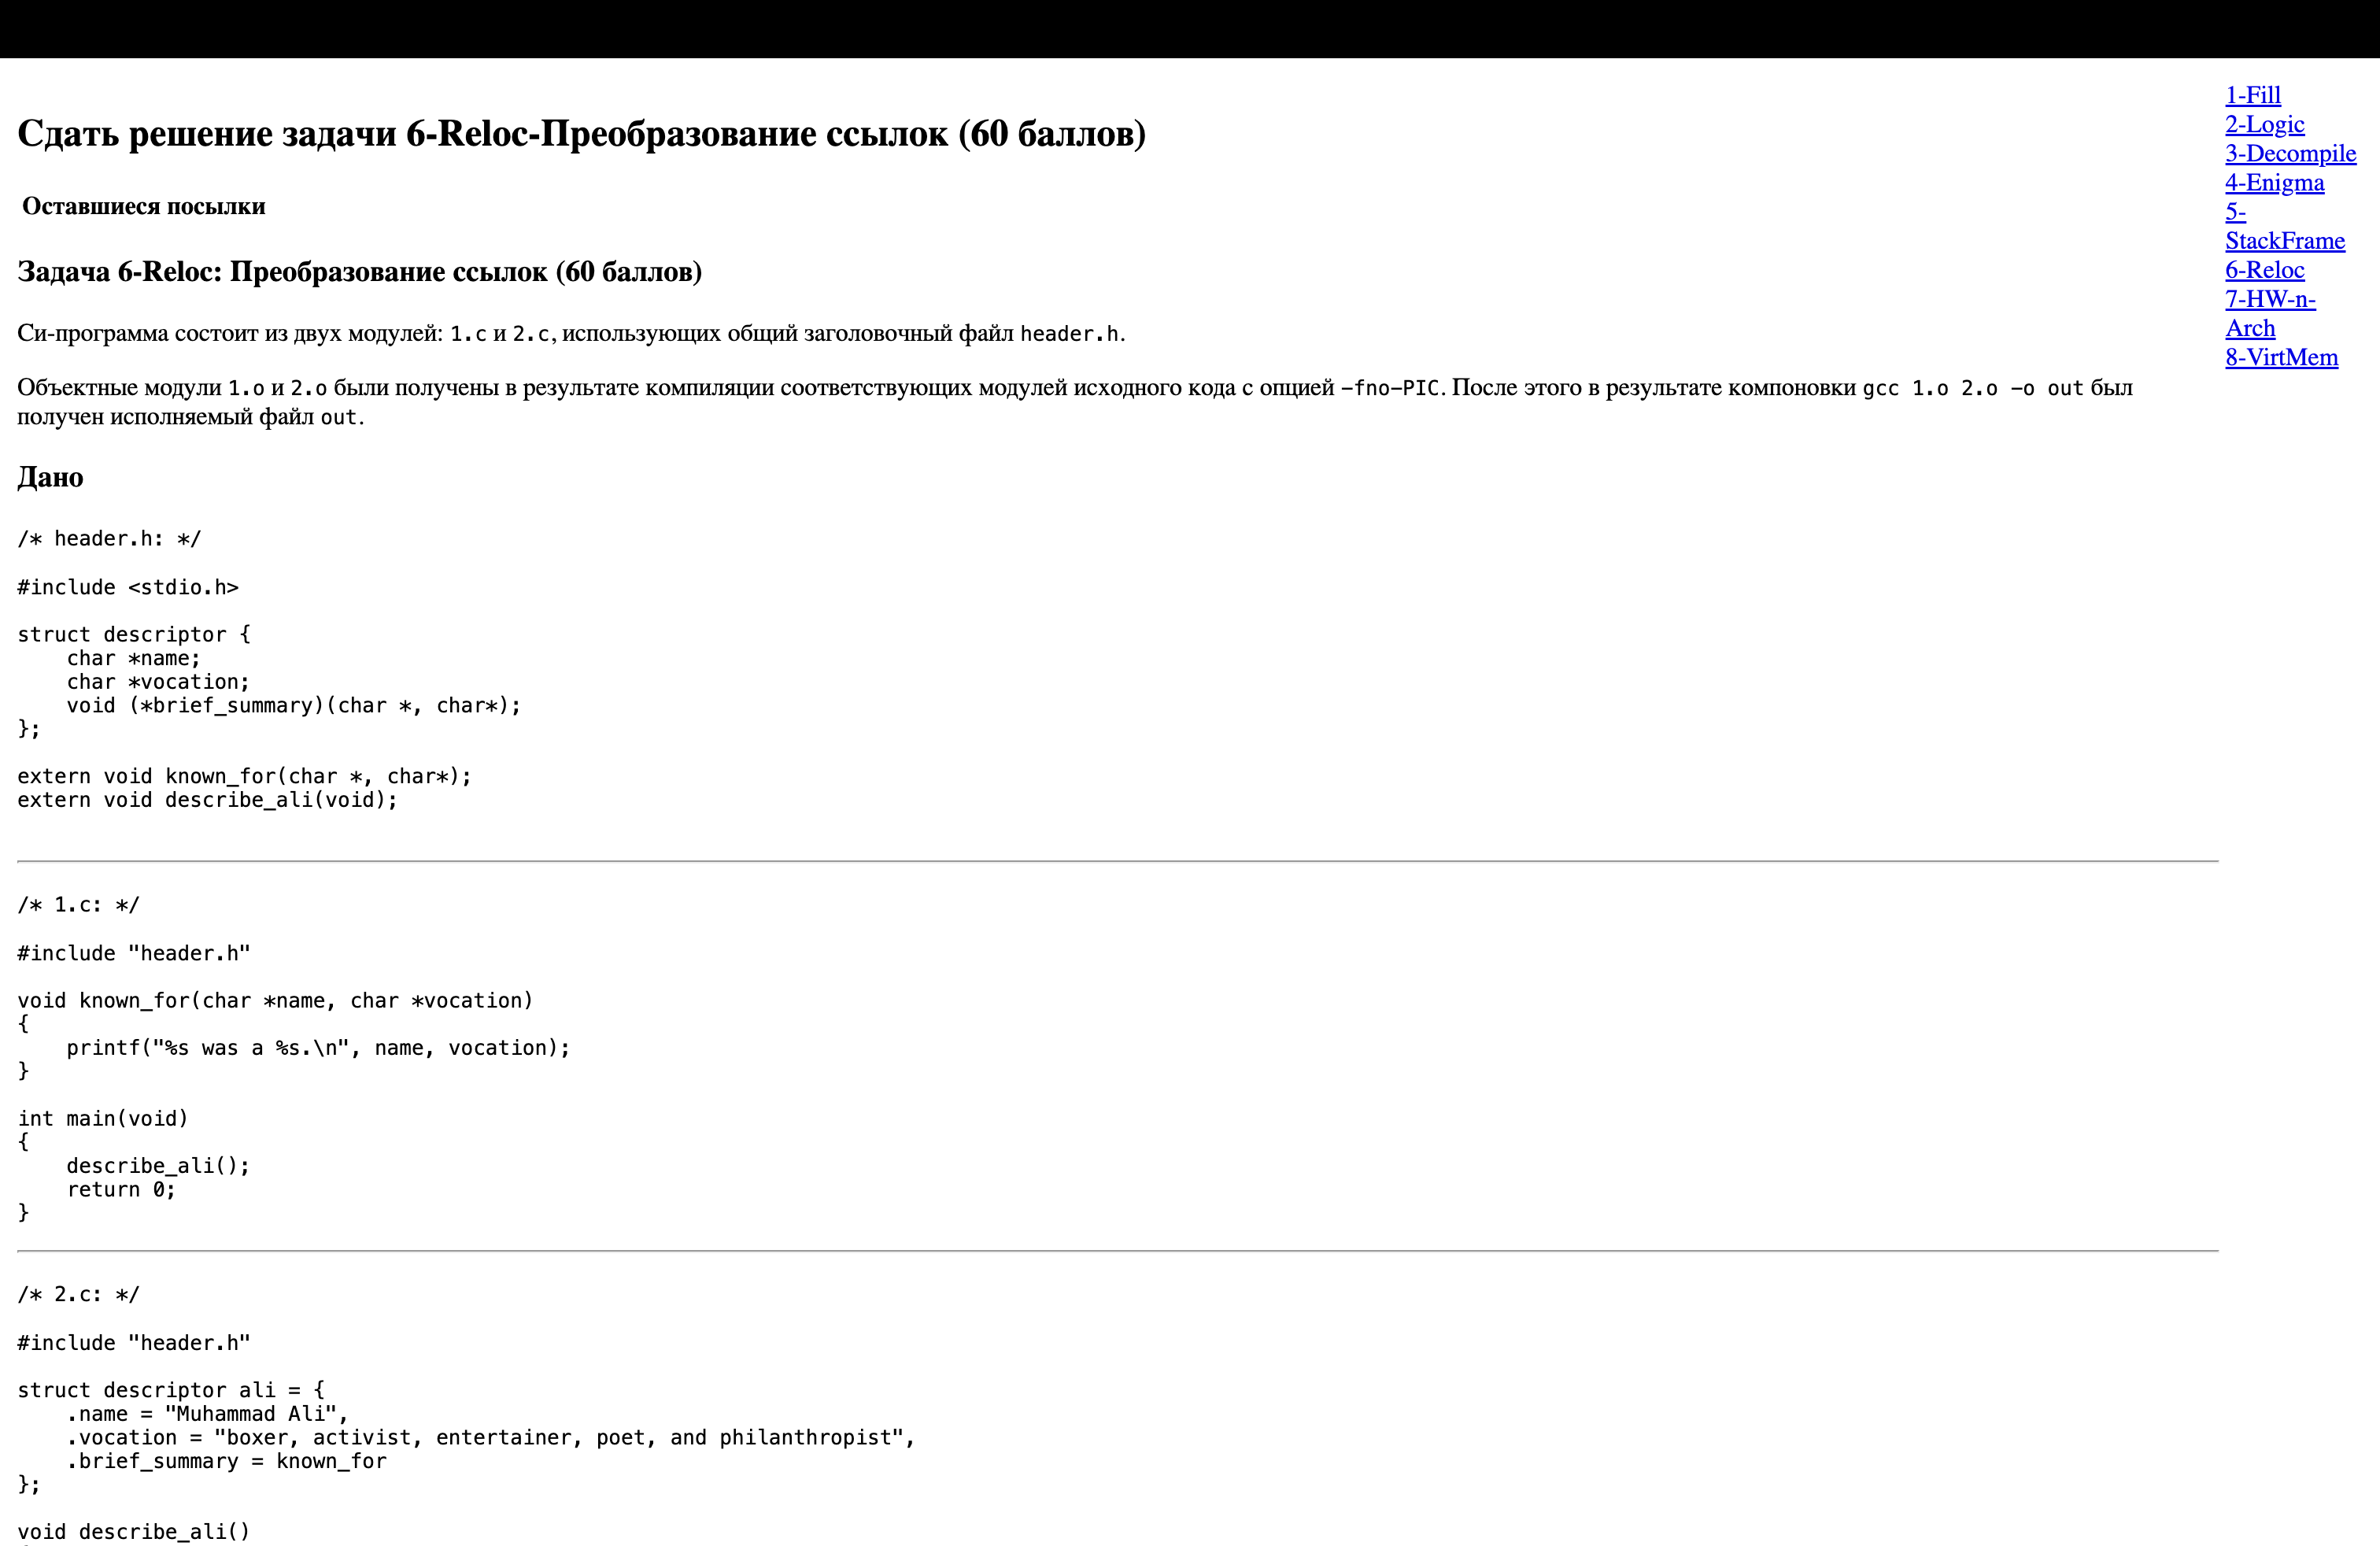 Сдать решение задачи 6-Reloc-Преобразование ссылок (60 баллов)
Оставшиеся посылки
Задача 6-Reloc: Преобразование ссылок (60 баллов)
Си-программа состоит из двух модулей: 1.c и 2.c, использующих общий заголовочный файл header.h.
Объектные модули 1.o и 2.o были получены в результате компиляции соответствующих модулей исходного кода с опцией -fno-PIC. После этого в результате компоновки gcc 1.o 2.o -o out был
получен исполняемый файл out.
Дано
/* header.h: */
#include <stdio.h>
struct descriptor {
    char *name;
    char *vocation;
    void (*brief_summary)(char *, char*);
};
extern void known_for(char *, char*);
extern void describe_ali(void);
/* 1.c: */
#include "header.h"
void known_for(char *name, char *vocation)
{
    printf("%s was a %s.\n", name, vocation);
}
int main(void)
{
    describe_ali();
    return 0;
}
/* 2.c: */
#include "header.h"
struct descriptor ali = {
    .name = "Muhammad Ali",
    .vocation = "boxer, activist, entertainer, poet, and philanthropist",
    .brief_summary = known_for
};
void describe_ali()
1-Fill
2-Logic
3-Decompile
4-Enigma
5-
StackFrame
6-Reloc
7-HW-n-
Arch
8-VirtMem